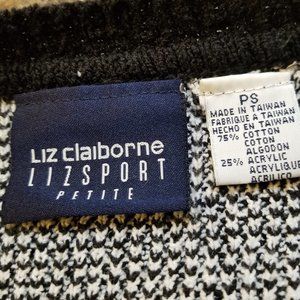 Liz claiborne
LIZSPORT
PETITE
PS
MADE IN TAIWAN
FABRIQUE A TAIWAN
HECHO EN TAIWAN
75% COTTON
COTON
ALGODON
25% ACRYLIC
ACRYLIQUE
ACRILICO